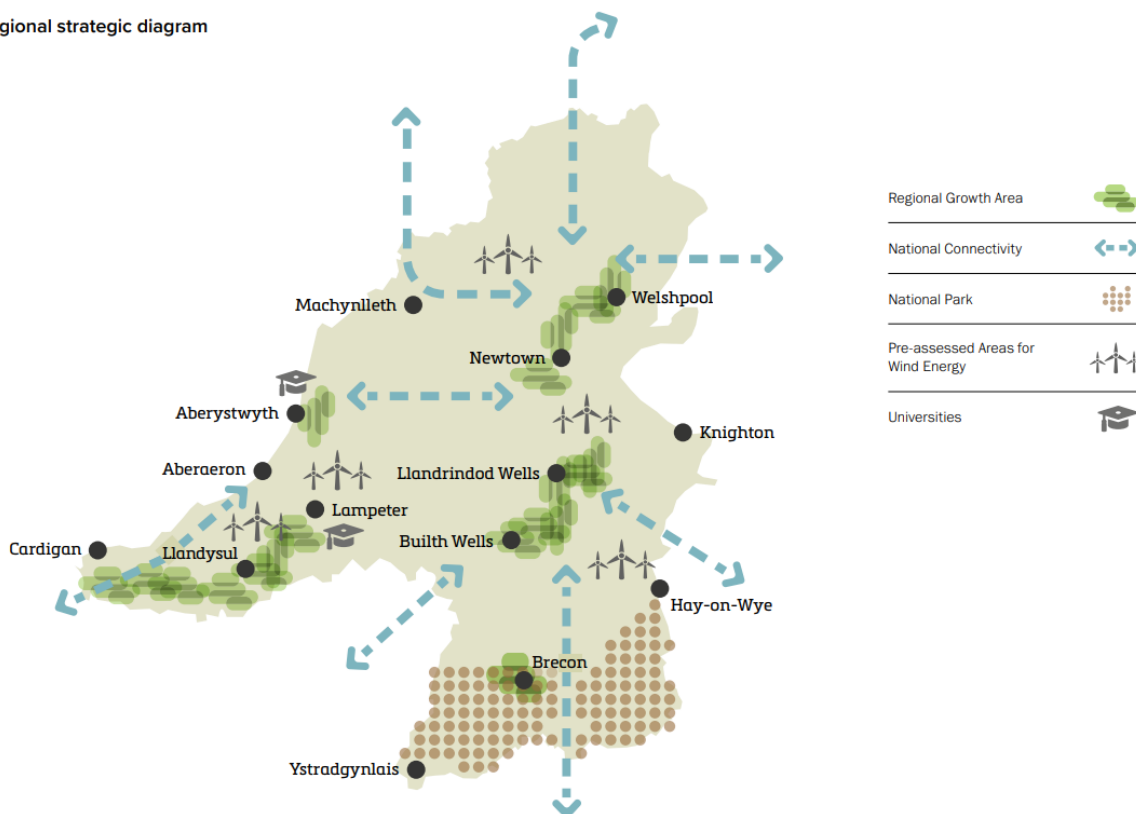 gional strategic diagram
Regional Growth Area
National Connectivity
National Park
Pre-assessed Areas for
Wind Energy
Universities
Machynlleth
Welshpool
Newtown
Aberystwyth
Knighton
Aberaeron
Llandrindod Wells
Lampeter
Builth Wells
Cardigan
Llandysul
Hay-on-Wye
Brecon
Ystradgynlais